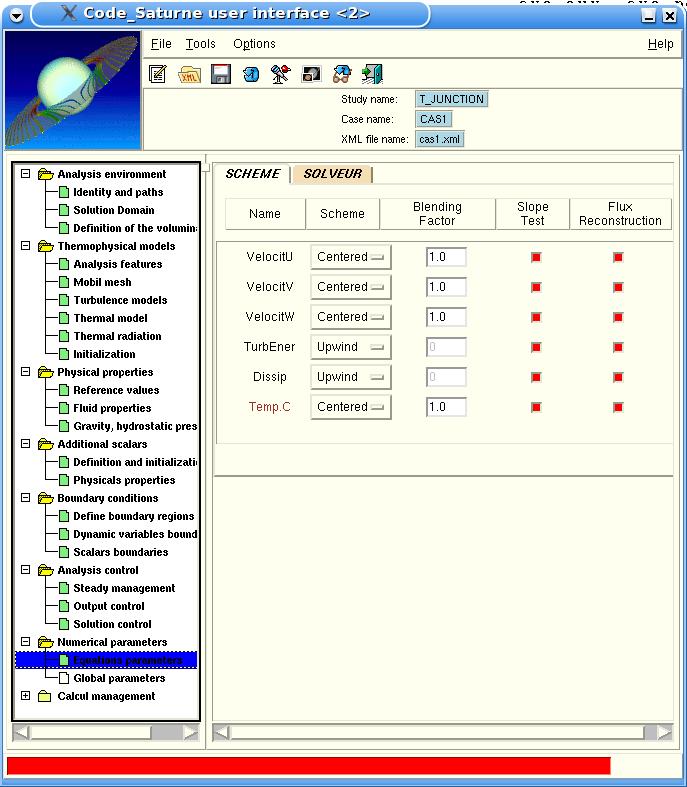 Code_Saturne user interface <2>
File Tools Options Help
XML
Study name: T_JUNCTION
Case name: CAS1
XML file name: cas1.xml
Analysis environment
Identity and paths
Solution Domain
Definition of the volumin
Thermophysical models
Analysis features
Mobil mesh
Turbulence models
Thermal model
Thermal radiation
Initialization
Physical properties
Reference values
Fluid properties
Gravity, hydrostatic pres
Additional scalars
Definition and initializati
Physicals properties
Boundary conditions
Define boundary regions
Dynamic variables bound
Scalars boundaries
Analysis control
Steady management
Output control
Solution control
Numerical parameters
Equations parameters
Global parameters
Calcul management
SCHEME SOLVEUR
Name Scheme Blending Factor Slope Test Flux Reconstruction
VelocitU Centered 1.0
VelocitV Centered 1.0
VelocitW Centered 1.0
TurbEner Upwind 0
Dissip Upwind 0
Temp.C Centered 1.0